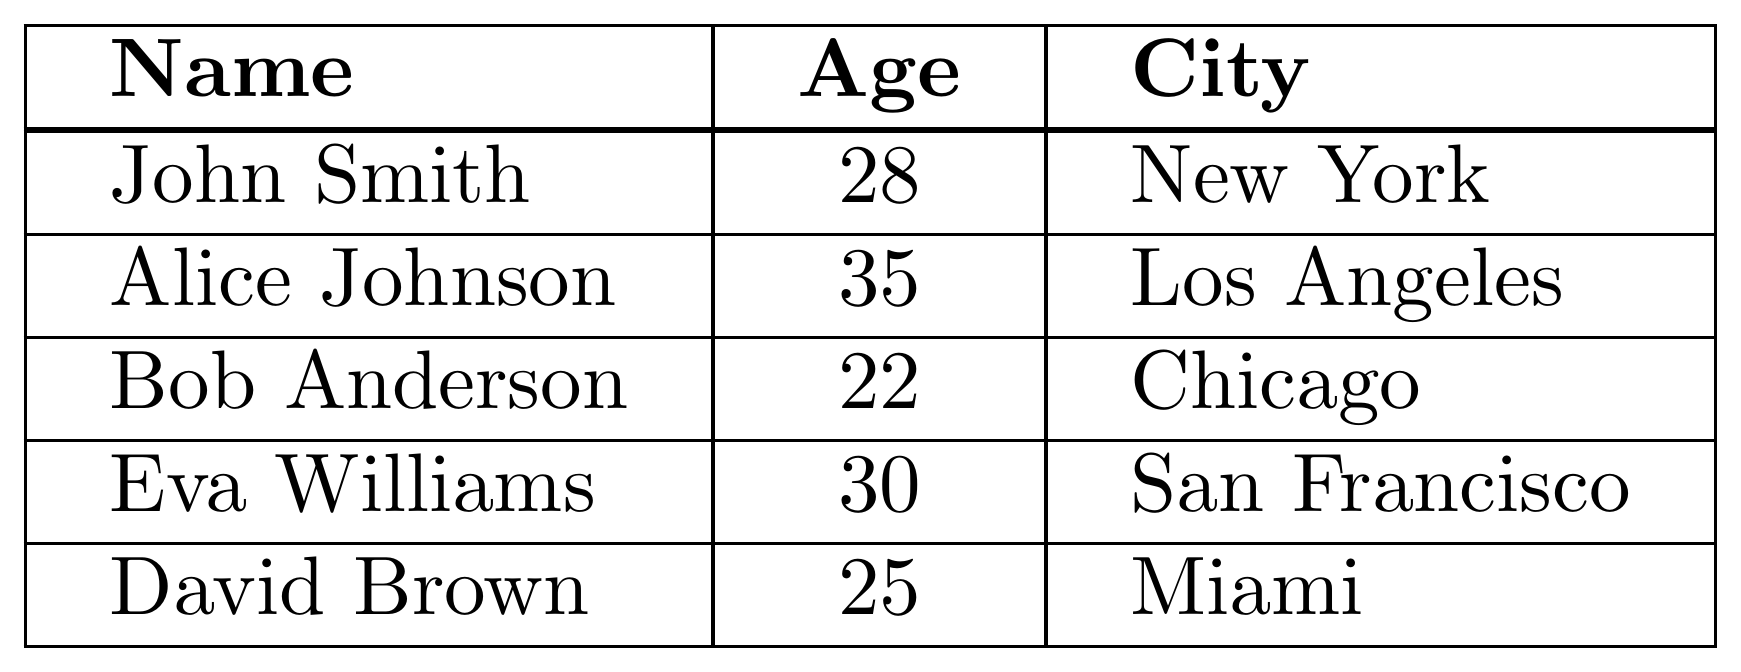 Name Age City
John Smith 28 New York
Alice Johnson 35 Los Angeles
Bob Anderson 22 Chicago
Eva Williams 30 San Francisco
David Brown 25 Miami